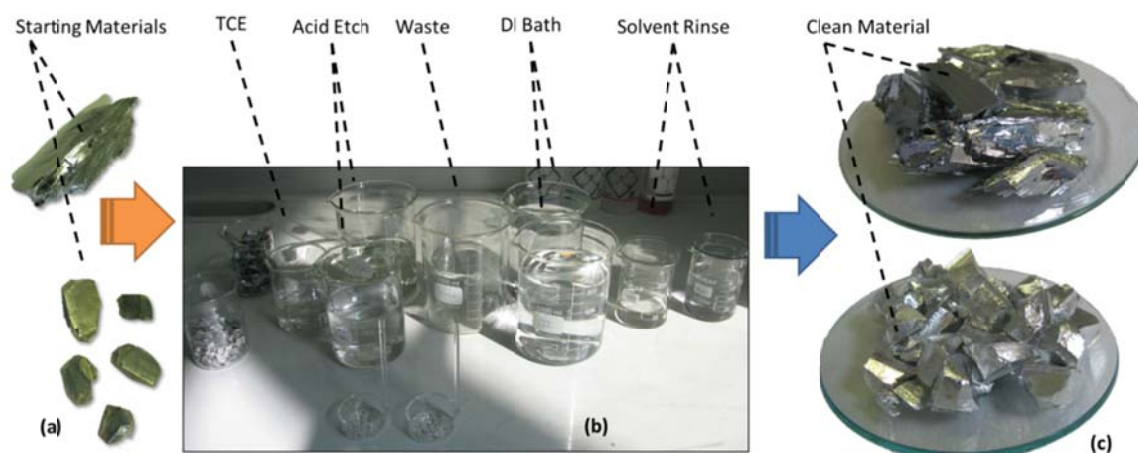 Starting Materials
TCE
Acid Etch
Waste
DI Bath
Solvent Rinse
Clean Material
(a)
(b)
(c)